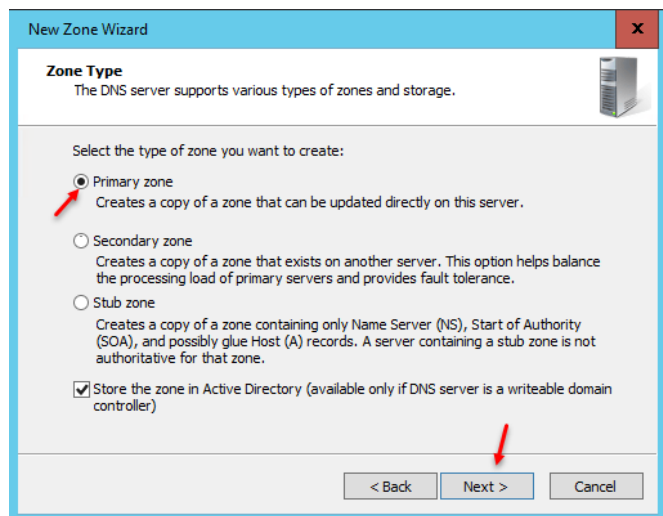 New Zone Wizard
x
Zone Type
The DNS server supports various types of zones and storage.
Select the type of zone you want to create:
Primary zone
Creates a copy of a zone that can be updated directly on this server.
Secondary zone
Creates a copy of a zone that exists on another server. This option helps balance
the processing load of primary servers and provides fault tolerance.
Stub zone
Creates a copy of a zone containing only Name Server (NS), Start of Authority
(SOA), and possibly glue Host (A) records. A server containing a stub zone is not
authoritative for that zone.
Store the zone in Active Directory (available only if DNS server is a writeable domain
controller)
< Back Next > Cancel